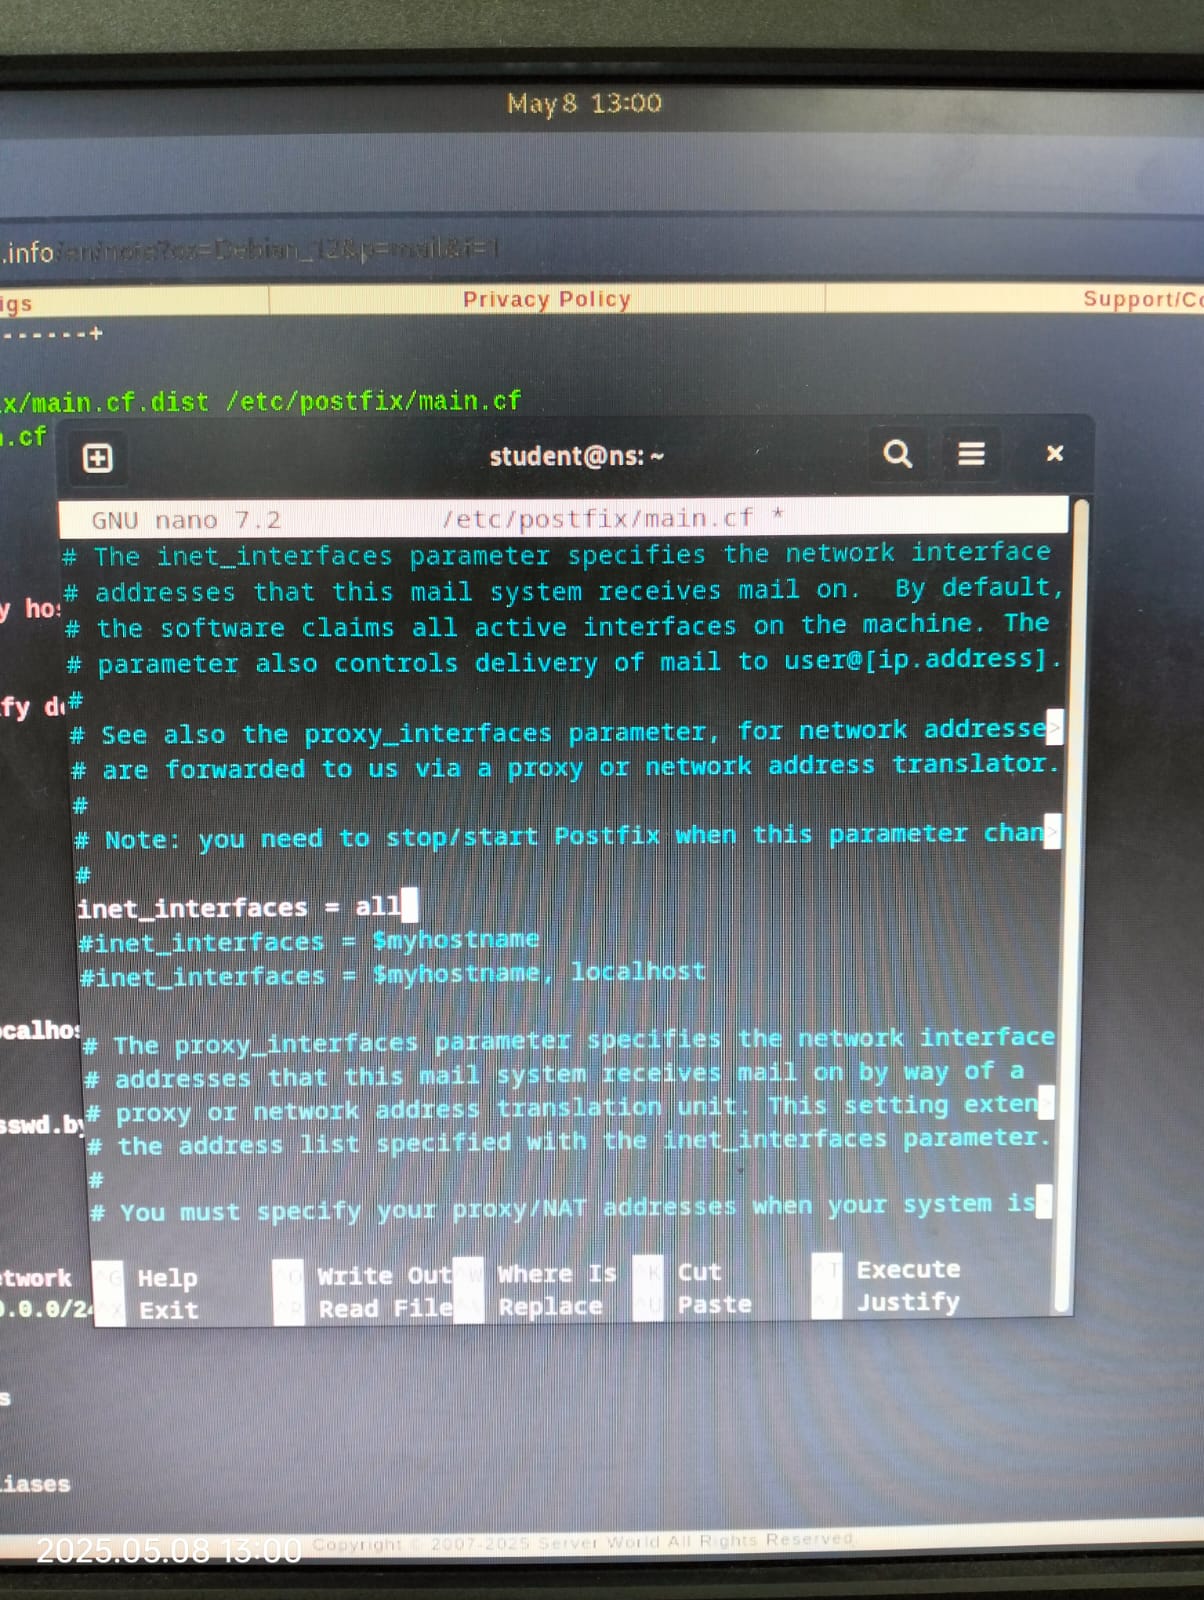 May 8 13:00
.info/en/note?os=Debian_12&p=mail&f=1
igs
Privacy Policy
Support/Co
------+
x/main.cf.dist /etc/postfix/main.cf
.cf
student@ns: ~
GNU nano 7.2 /etc/postfix/main.cf *
# The inet_interfaces parameter specifies the network interface
# addresses that this mail system receives mail on. By default,
# the software claims all active interfaces on the machine. The
# parameter also controls delivery of mail to user@[ip.address].
#
# See also the proxy_interfaces parameter, for network addresse>
# are forwarded to us via a proxy or network address translator.
#
# Note: you need to stop/start Postfix when this parameter chan>
#
inet_interfaces = all
#inet_interfaces = $myhostname
#inet_interfaces = $myhostname, localhost
# The proxy_interfaces parameter specifies the network interface
# addresses that this mail system receives mail on by way of a
# proxy or network address translation unit. This setting exten>
# the address list specified with the inet_interfaces parameter.
#
# You must specify your proxy/NAT addresses when your system is>
^G Help ^O Write Out ^W Where Is ^K Cut ^T Execute
^X Exit ^R Read File ^\ Replace ^U Paste ^J Justify
y hos
fy d
ocalhos
sswd.by
etwork
0.0.0/24
s
liases
Copyright © 2007-2025 Server World All Rights Reserved.
2025.05.08 13:00